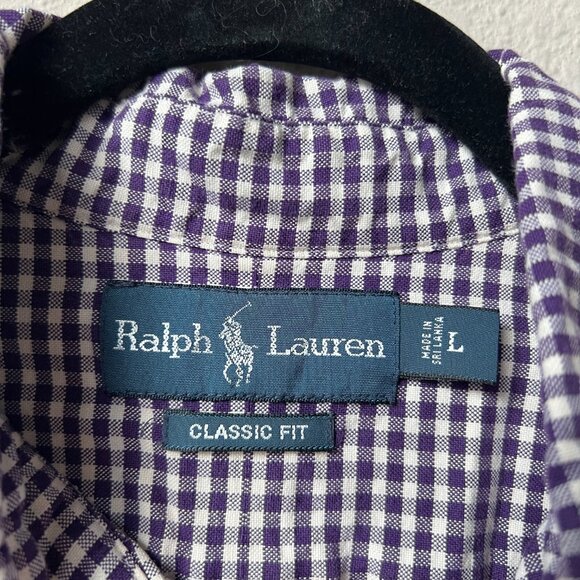 Ralph Lauren
MADE IN
SRI LANKA
L
CLASSIC FIT